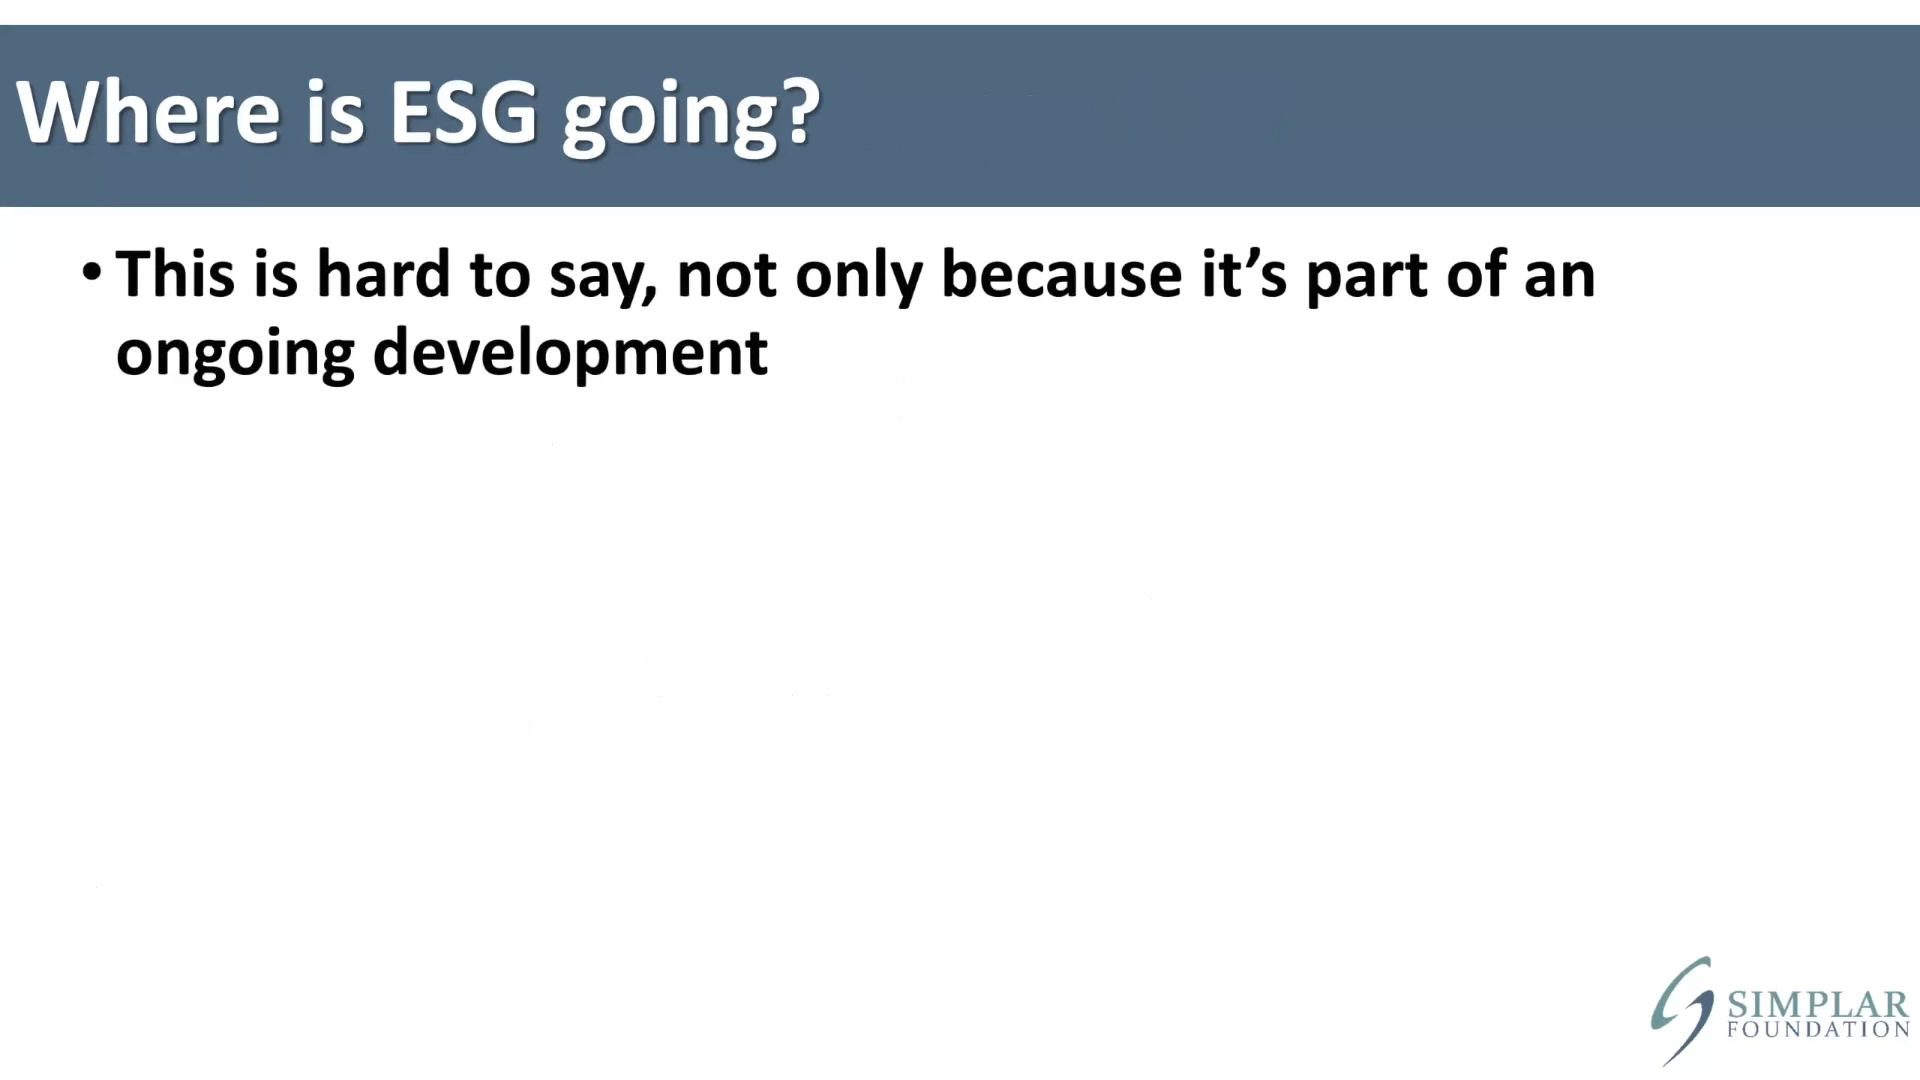 Where is ESG going?
• This is hard to say, not only because it’s part of an
ongoing development
SIMPLAR
FOUNDATION